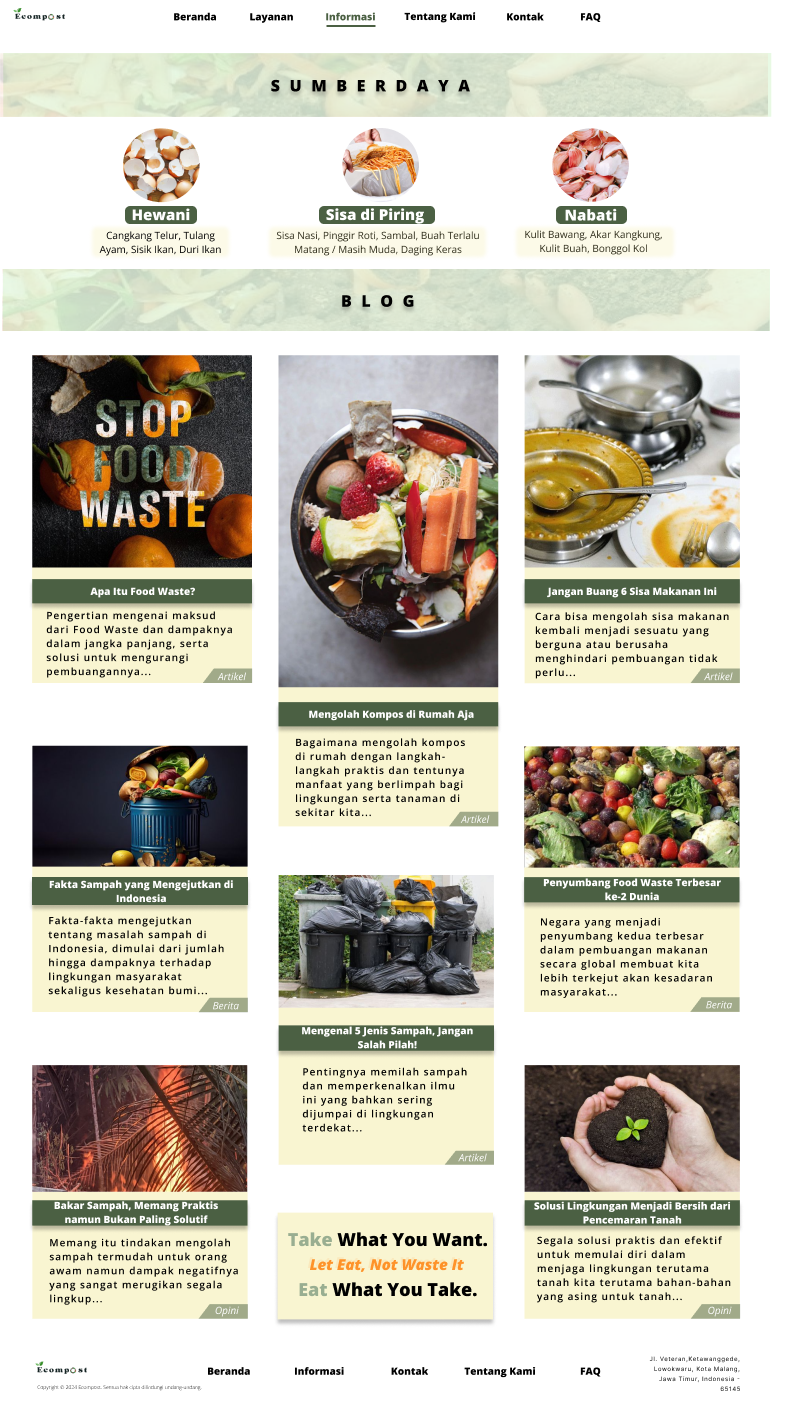 Ecompost
Beranda
Layanan
Informasi
Tentang Kami
Kontak
FAQ
SUMBERDAYA
Hewani
Cangkang Telur, Tulang
Ayam, Sisik Ikan, Duri Ikan
Sisa di Piring
Sisa Nasi, Pinggir Roti, Sambal, Buah Terlalu
Matang / Masih Muda, Daging Keras
Nabati
Kulit Bawang, Akar Kangkung,
Kulit Buah, Bonggol Kol
BLOG
STOP
FOOD
WASTE
Apa Itu Food Waste?
Pengertian mengenai maksud
dari Food Waste dan dampaknya
dalam jangka panjang, serta
solusi untuk mengurangi
pembuangannya...
Artikel
Mengolah Kompos di Rumah Aja
Bagaimana mengolah kompos
di rumah dengan langkah-
langkah praktis dan tentunya
manfaat yang berlimpah bagi
lingkungan serta tanaman di
sekitar kita...
Artikel
Jangan Buang 6 Sisa Makanan Ini
Cara bisa mengolah sisa makanan
kembali menjadi sesuatu yang
berguna atau berusaha
menghindari pembuangan tidak
perlu...
Artikel
Fakta Sampah yang Mengejutkan di
Indonesia
Fakta-fakta mengejutkan
tentang masalah sampah di
Indonesia, dimulai dari jumlah
hingga dampaknya terhadap
lingkungan masyarakat
sekaligus kesehatan bumi...
Berita
Mengenal 5 Jenis Sampah, Jangan
Salah Pilah!
Pentingnya memilah sampah
dan memperkenalkan ilmu
ini yang bahkan sering
dijumpai di lingkungan
terdekat...
Artikel
Penyumbang Food Waste Terbesar
ke-2 Dunia
Negara yang menjadi
penyumbang kedua terbesar
dalam pembuangan makanan
secara global membuat kita
lebih terkejut akan kesadaran
masyarakat...
Berita
Bakar Sampah, Memang Praktis
namun Bukan Paling Solutif
Memang itu tindakan mengolah
sampah termudah untuk orang
awam namun dampak negatifnya
yang sangat merugikan segala
lingkup...
Opini
Take What You Want.
Let Eat, Not Waste It
Eat What You Take.
Solusi Lingkungan Menjadi Bersih dari
Pencemaran Tanah
Segala solusi praktis dan efektif
untuk memulai diri dalam
menjaga lingkungan terutama
tanah kita terutama bahan-bahan
yang asing untuk tanah...
Opini
Ecompost
Copyright © 2024 Ecompost. Semua hak cipta dilindungi undang-undang.
Beranda
Informasi
Kontak
Tentang Kami
FAQ
Jl. Veteran,Ketawanggede,
Lowokwaru, Kota Malang,
Jawa Timur, Indonesia -
65145